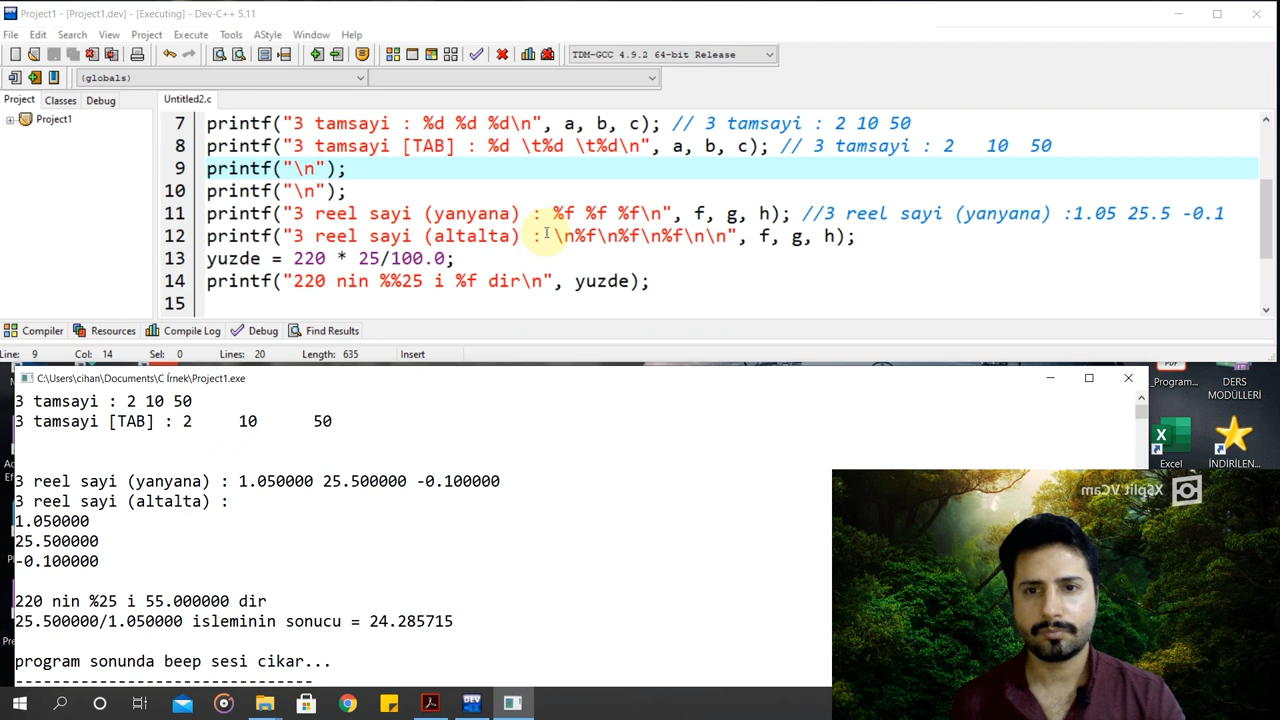 Project1 - [Project1.dev] - [Executing] - Dev-C++ 5.11
File Edit Search View Project Execute Tools AStyle Window Help
TDM-GCC 4.9.2 64-bit Release
(globals)
Project Classes Debug
Untitled2.c
Project1
7 printf("3 tamsayi : %d %d %d\n", a, b, c); // 3 tamsayi : 2 10 50
8 printf("3 tamsayi [TAB] : %d \t%d \t%d\n", a, b, c); // 3 tamsayi : 2 10 50
9 printf("\n");
10 printf("\n");
11 printf("3 reel sayi (yanyana) : %f %f %f\n", f, g, h); //3 reel sayi (yanyana) :1.05 25.5 -0.1
12 printf("3 reel sayi (altalta) : \n%f\n%f\n%f\n\n", f, g, h);
13 yuzde = 220 * 25/100.0;
14 printf("220 nin %%25 i %f dir\n", yuzde);
15
Compiler Resources Compile Log Debug Find Results
Line: 9 Col: 14 Sel: 0 Lines: 20 Length: 635 Insert
C:\Users\cihan\Documents\C İrnek\Project1.exe
3 tamsayi : 2 10 50
3 tamsayi [TAB] : 2 10 50
3 reel sayi (yanyana) : 1.050000 25.500000 -0.100000
3 reel sayi (altalta) :
1.050000
25.500000
-0.100000
220 nin %25 i 55.000000 dir
25.500000/1.050000 isleminin sonucu = 24.285715
program sonunda beep sesi cikar...
--------------------------------
_Program...
DERS
MODÜLLERİ
Excel
İNDİRİLEN...
XSplit VCam
DEV